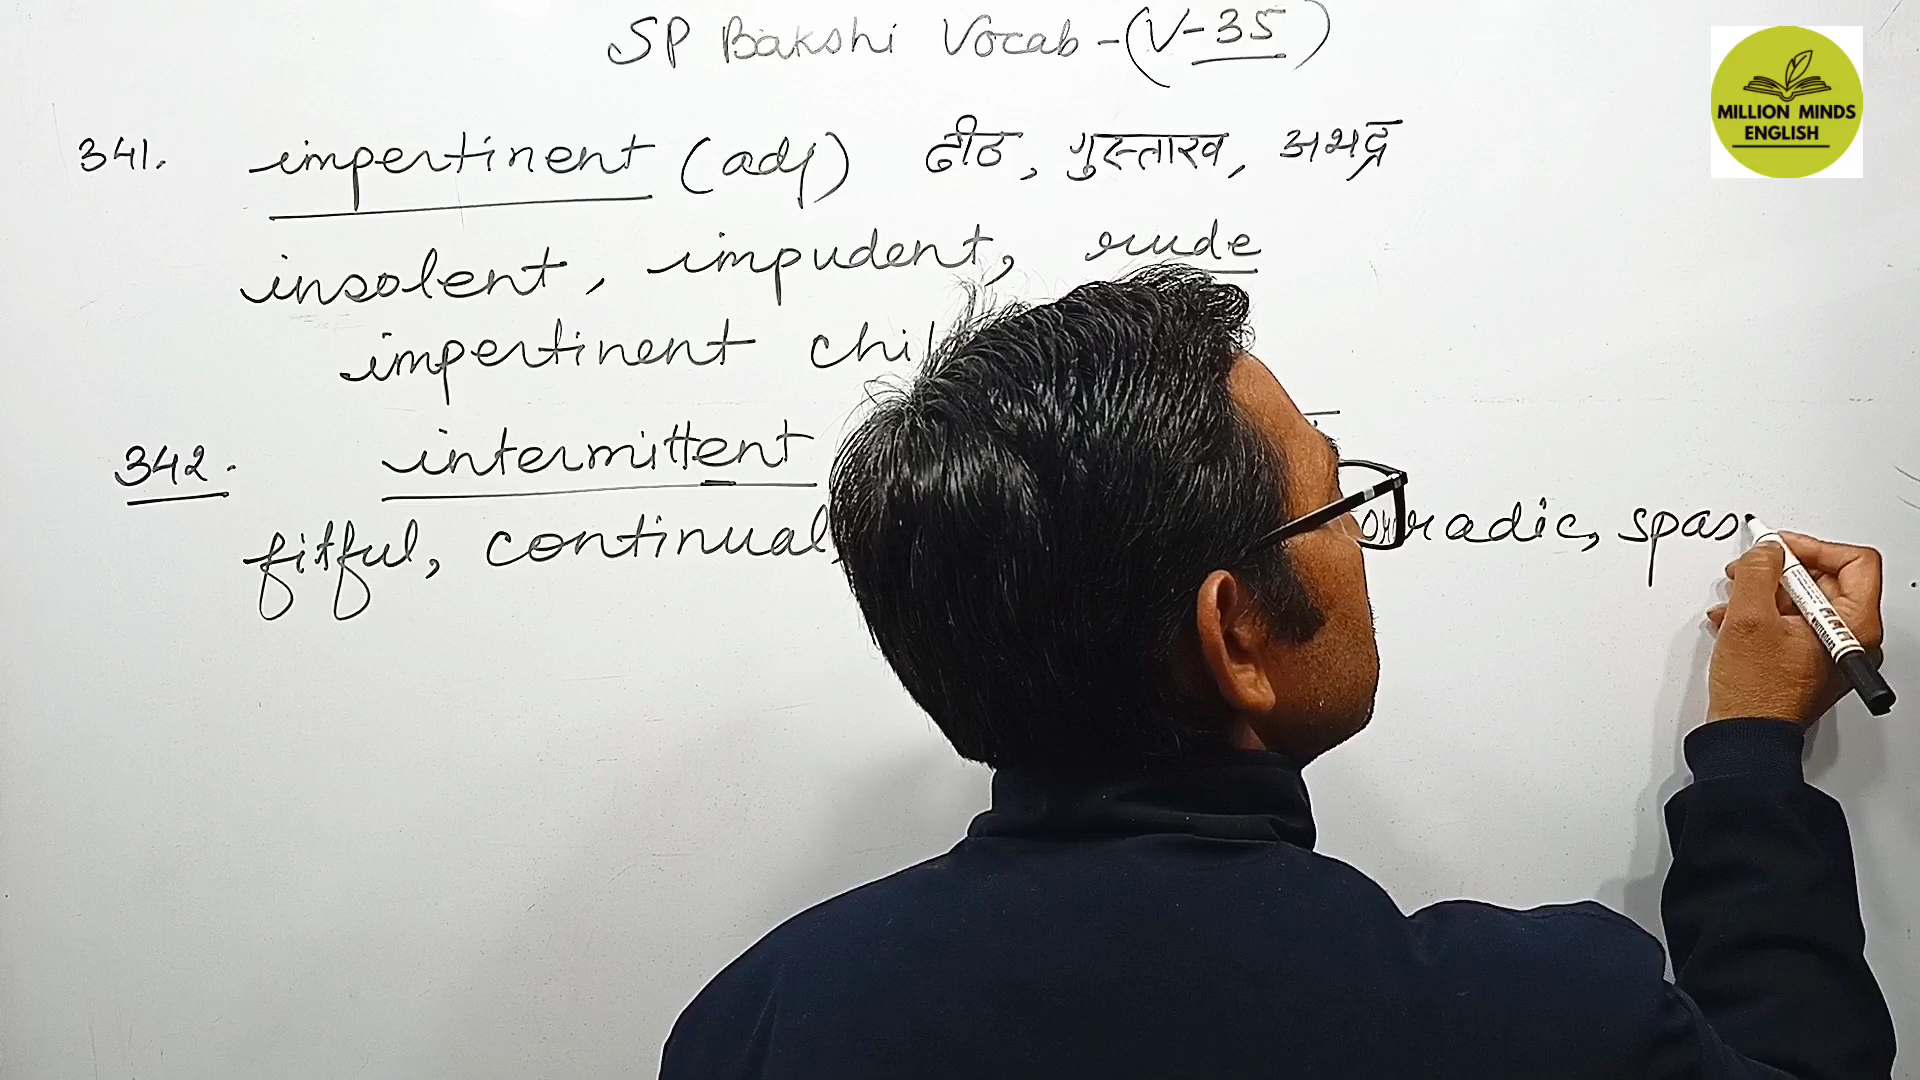 SP Bakshi Vocab - (V-35)
MILLION MINDS
ENGLISH
341. impertinent (adj) ढीठ, गुस्ताख, अभद्र
insolent, impudent, rude
impertinent chil
342. intermittent
fitful, continual, radic, spas